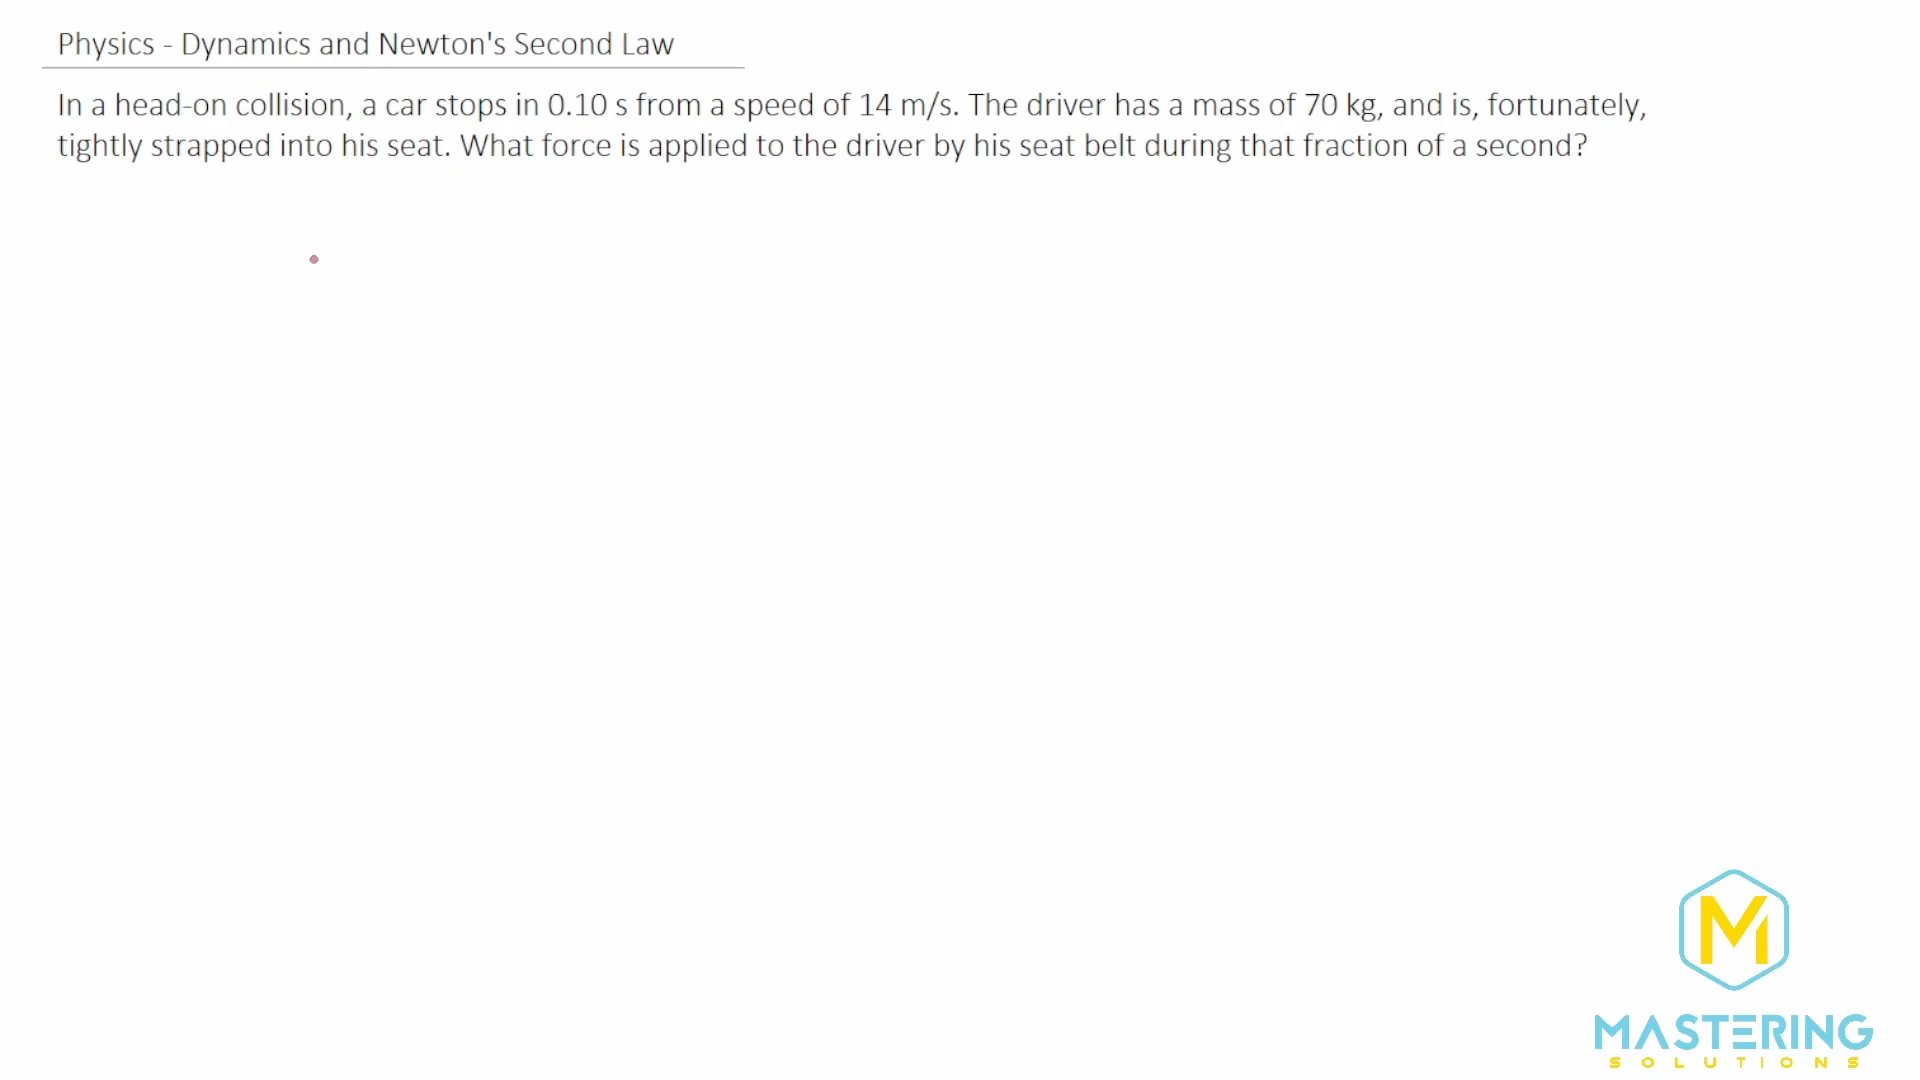 Physics - Dynamics and Newton's Second Law
In a head-on collision, a car stops in 0.10 s from a speed of 14 m/s. The driver has a mass of 70 kg, and is, fortunately,
tightly strapped into his seat. What force is applied to the driver by his seat belt during that fraction of a second?
M
MASTERING
SOLUTIONS